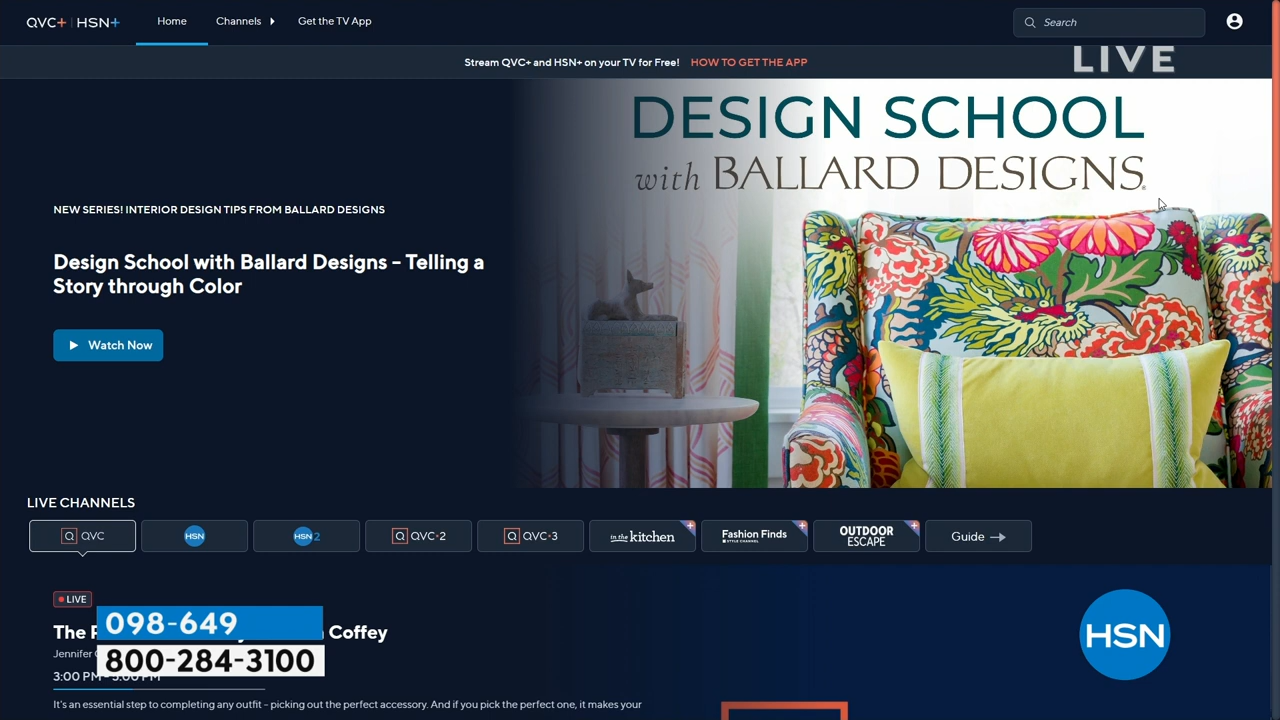 QVC+ | HSN+
Home
Channels
Get the TV App
Search
Stream QVC+ and HSN+ on your TV for Free! HOW TO GET THE APP
LIVE
DESIGN SCHOOL
with BALLARD DESIGNS®
NEW SERIES! INTERIOR DESIGN TIPS FROM BALLARD DESIGNS
Design School with Ballard Designs – Telling a
Story through Color
Watch Now
LIVE CHANNELS
Q QVC
HSN
HSN2
Q QVC•2
Q QVC•3
in the kitchen +
Fashion Finds +
STYLE CHANNEL
OUTDOOR ESCAPE +
Guide
LIVE
098-649
The
Coffey
Jennifer
800-284-3100
3:00 PM - 5:00 PM
HSN
It's an essential step to completing any outfit - picking out the perfect accessory. And if you pick the perfect one, it makes your